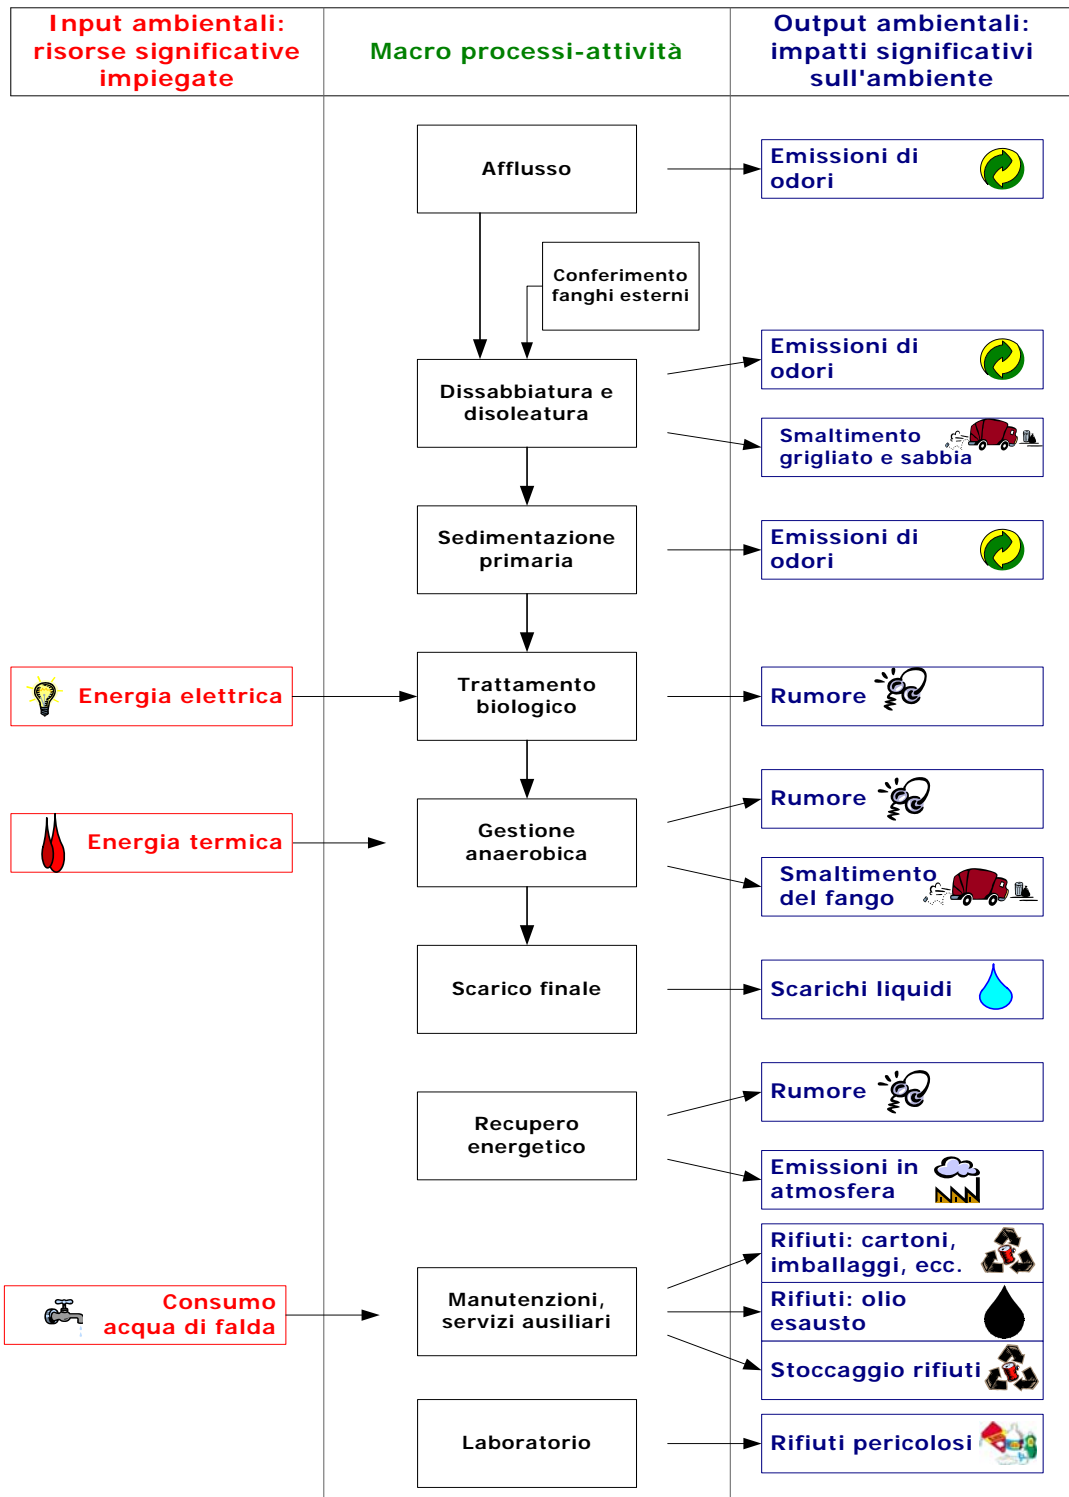 Input ambientali:
risorse significative
impiegate
Macro processi-attività
Output ambientali:
impatti significativi
sull'ambiente
Afflusso
Emissioni di
odori
Conferimento
fanghi esterni
Dissabbiatura e
disoleatura
Emissioni di
odori
Smaltimento
grigliato e sabbia
Sedimentazione
primaria
Emissioni di
odori
Energia elettrica
Trattamento
biologico
Rumore
Energia termica
Gestione
anaerobica
Rumore
Smaltimento
del fango
Scarico finale
Scarichi liquidi
Recupero
energetico
Rumore
Emissioni in
atmosfera
Consumo
acqua di falda
Manutenzioni,
servizi ausiliari
Rifiuti: cartoni,
imballaggi, ecc.
Rifiuti: olio
esausto
Stoccaggio rifiuti
Laboratorio
Rifiuti pericolosi